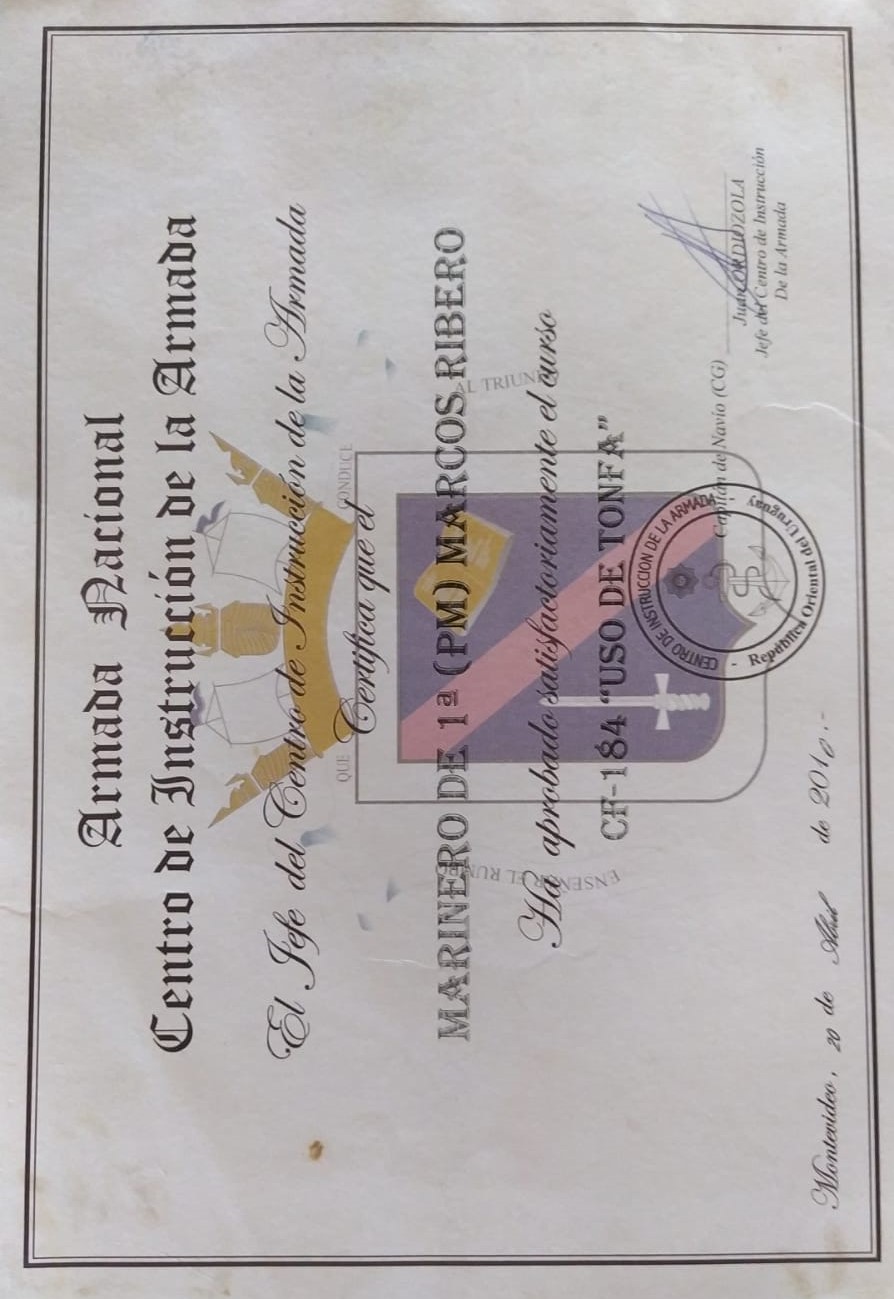 Armada Nacional
Centro de Instrucción de la Armada
El Jefe del Centro de Instrucción de la Armada
QUE CONDUCE
Certifica que el
MARINERO DE 1ª (PM) MARCOS RIBERO
ENSEÑAR EL RUMBO
AL TRIUNFO
Ha aprobado satisfactoriamente el curso
CF-184 “USO DE TONFA”
CENTRO DE INSTRUCCION DE LA ARMADA
- República Oriental del Uruguay
Capitán de Navío (CG)
Juan ORDIOZOLA
Jefe del Centro de Instrucción
De la Armada
Montevideo, 20 de Abril de